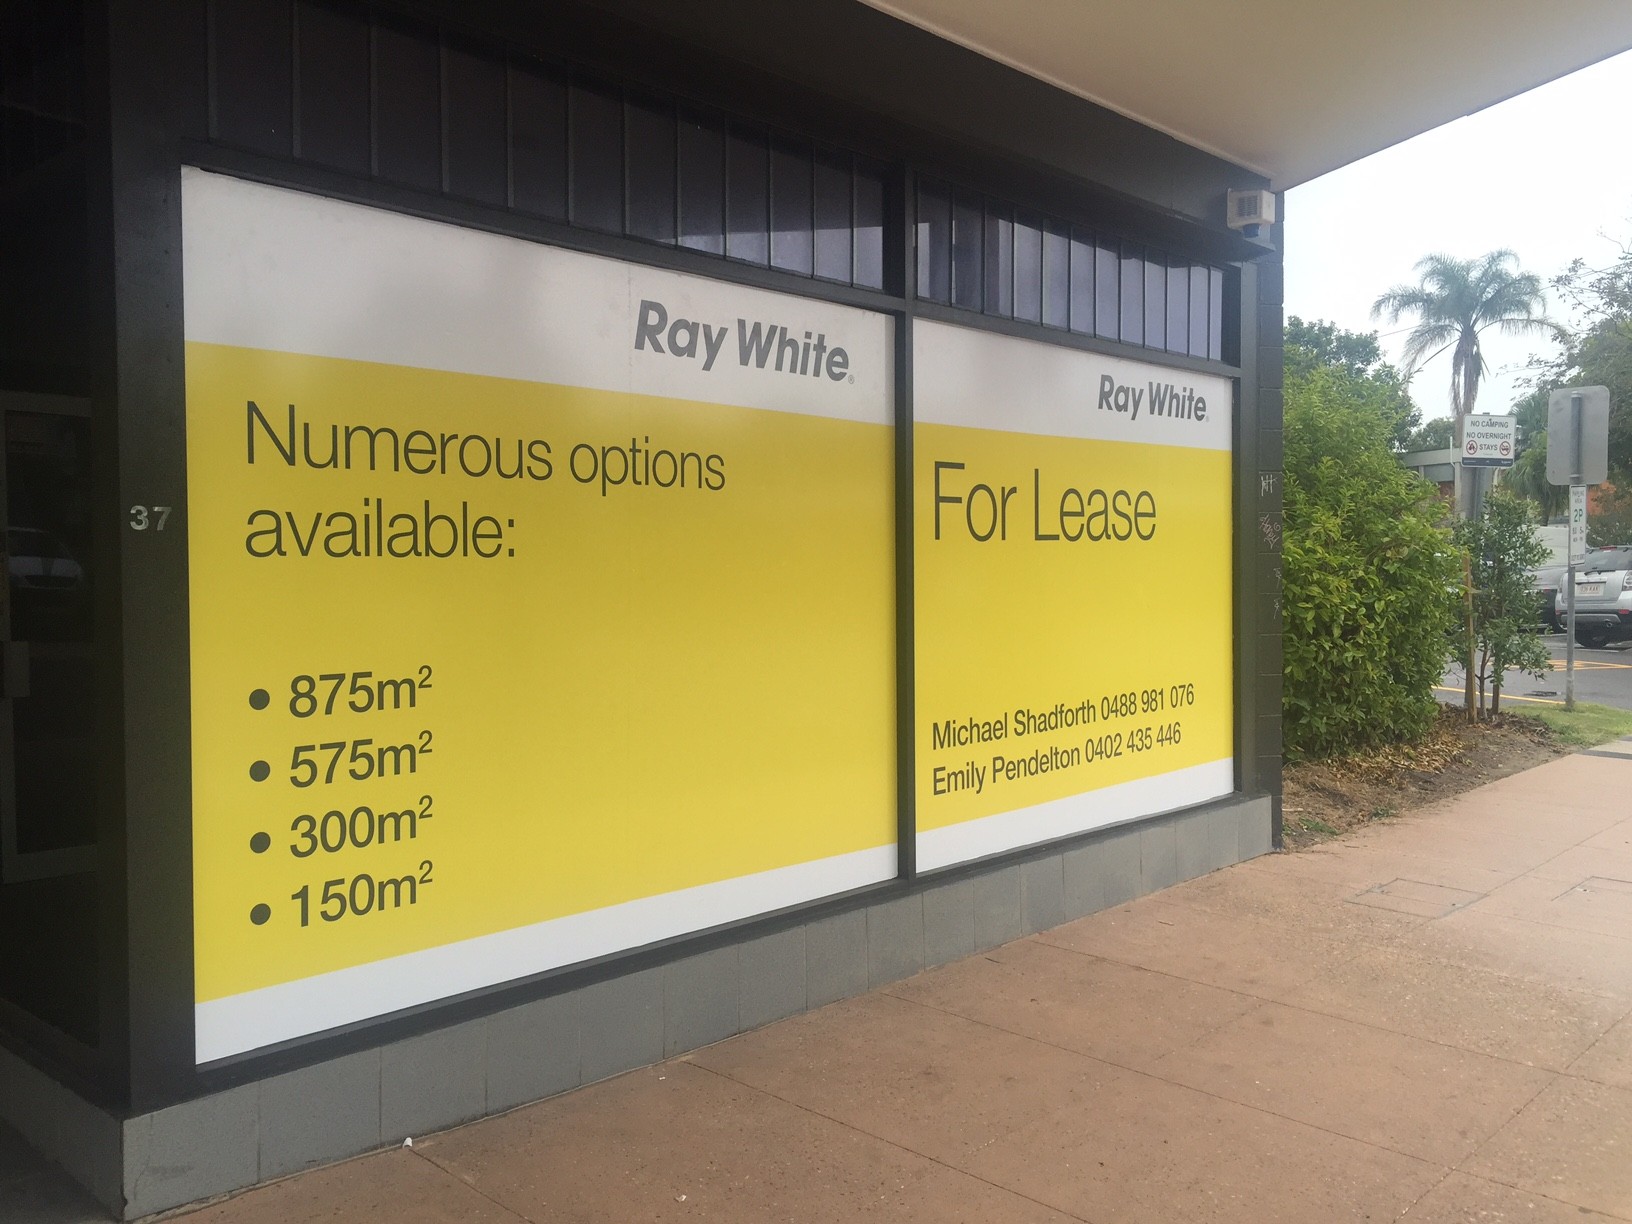 37
Ray White
Numerous options
available:
• 875m²
• 575m²
• 300m²
• 150m²
Ray White
For Lease
Michael Shadforth 0488 981 076
Emily Pendelton 0402 435 446
NO CAMPING
NO OVERNIGHT
STAYS
2P